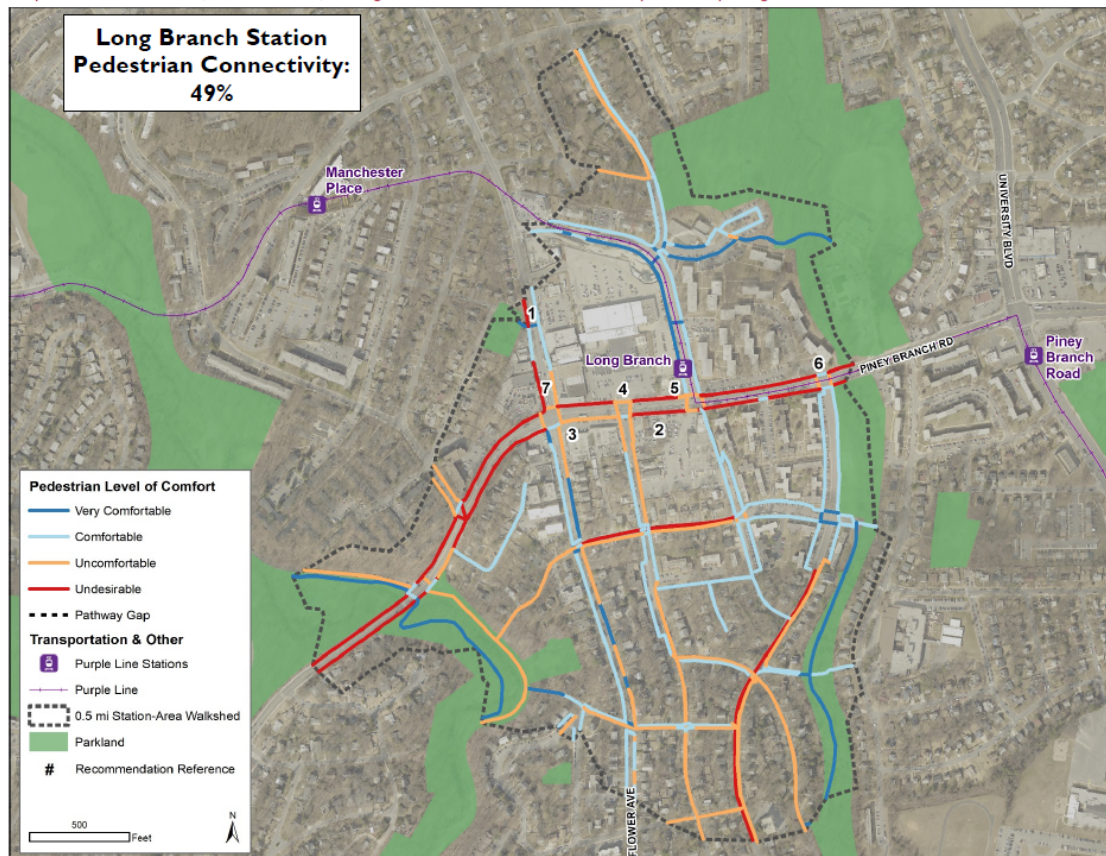 Long Branch Station
Pedestrian Connectivity:
49%
Manchester
Place
UNIVERSITY BLVD
1
Long Branch
6
PINEY BRANCH RD
Piney
Branch
Road
7
4
5
3
2
Pedestrian Level of Comfort
Very Comfortable
Comfortable
Uncomfortable
Undesirable
Pathway Gap
Transportation & Other
Purple Line Stations
Purple Line
0.5 mi Station-Area Walkshed
Parkland
# Recommendation Reference
N
500
Feet
FLOWER AVE